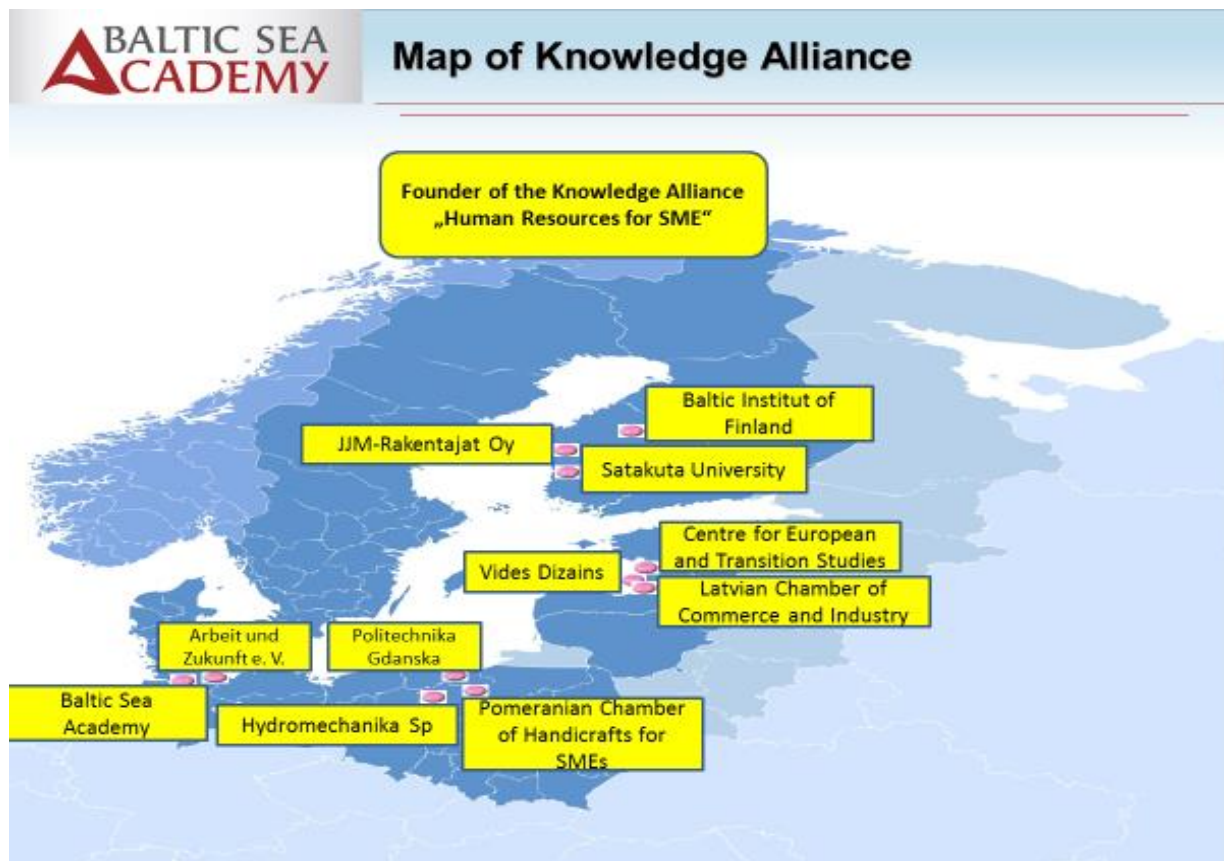 BALTIC SEA
ACADEMY
Map of Knowledge Alliance
Founder of the Knowledge Alliance
„Human Resources for SME“
Baltic Institut of
Finland
JJM-Rakentajat Oy
Satakuta University
Centre for European
and Transition Studies
Vides Dizains
Latvian Chamber of
Commerce and Industry
Arbeit und
Zukunft e. V.
Politechnika
Gdanska
Baltic Sea
Academy
Hydromechanika Sp
Pomeranian Chamber
of Handicrafts for
SMEs